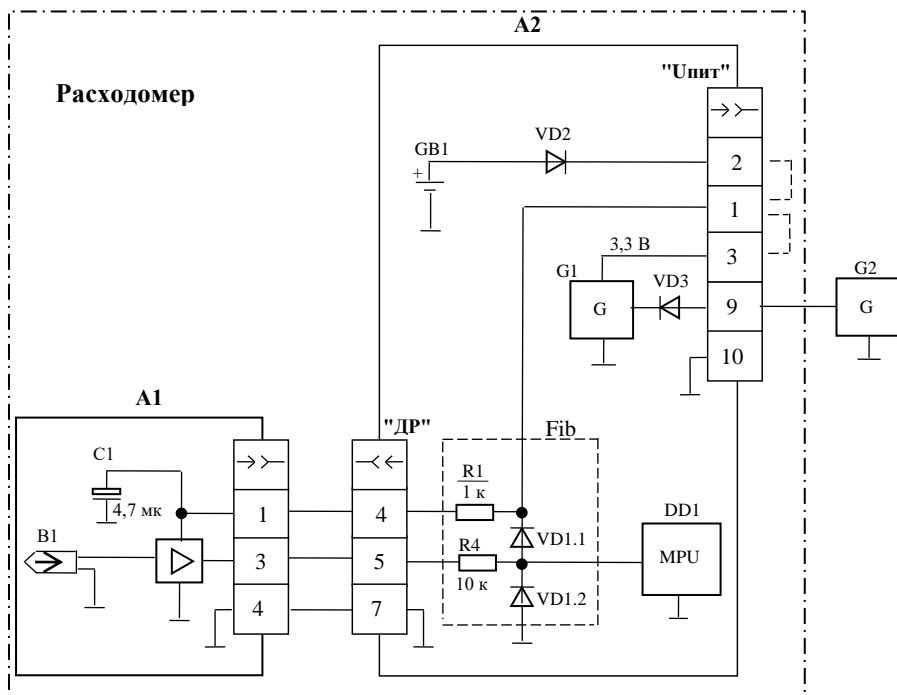 A2
"Uпит"
Расходомер
VD2
GB1
+
2
1
3,3 В
3
G1
VD3
G2
G
9
G
10
A1
"ДР"
Fib
C1
R1
4,7 мк
1
4
1 к
DD1
VD1.1
B1
R4
3
5
MPU
10 к
VD1.2
4
7